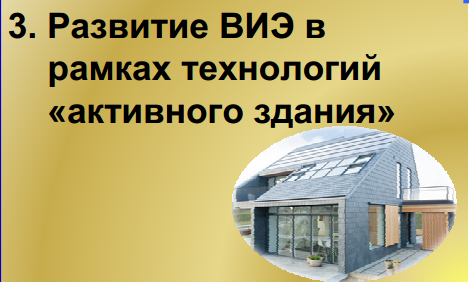 3. Развитие ВИЭ в
рамках технологий
«активного здания»